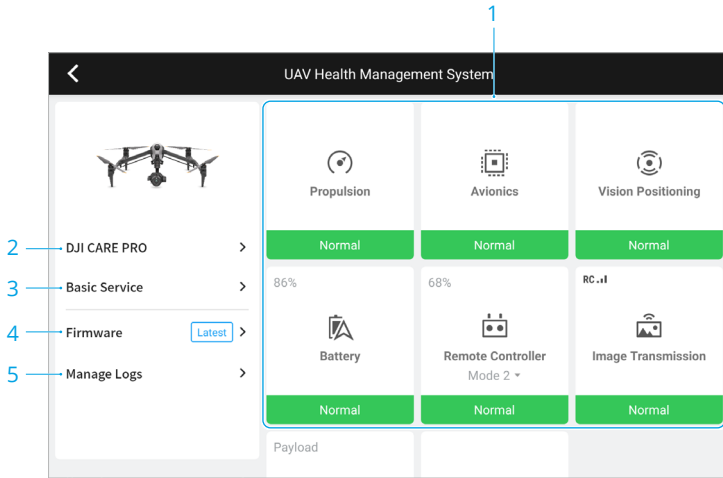 1
UAV Health Management System
Propulsion
Avionics
Vision Positioning
2
DJI CARE PRO
Normal
Normal
Normal
3
Basic Service
86%
68%
RC
4
Firmware
Latest
Battery
Remote Controller
Image Transmission
5
Manage Logs
Mode 2
Normal
Normal
Normal
Payload